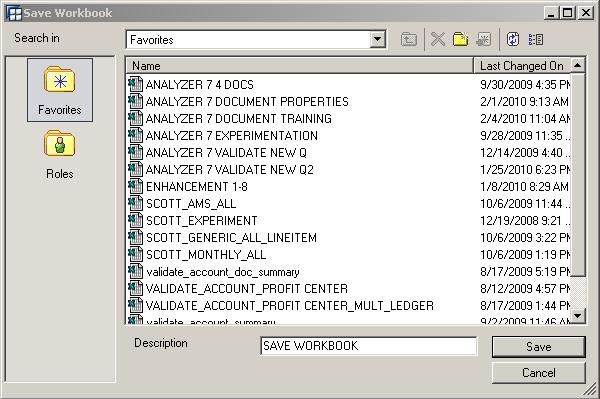 Save Workbook
Search in
Favorites
Favorites
Roles
Name Last Changed On
ANALYZER 7 4 DOCS 9/30/2009 4:35 PM
ANALYZER 7 DOCUMENT PROPERTIES 2/1/2010 9:13 AM
ANALYZER 7 DOCUMENT TRAINING 2/4/2010 11:04 AM
ANALYZER 7 EXPERIMENTATION 9/28/2009 11:35 ...
ANALYZER 7 VALIDATE NEW Q 12/14/2009 4:40 ...
ANALYZER 7 VALIDATE NEW Q2 1/25/2010 6:23 PM
ENHANCEMENT 1-8 1/8/2010 8:29 AM
SCOTT_AMS_ALL 10/6/2009 11:44 ...
SCOTT_EXPERIMENT 12/19/2008 9:21 ...
SCOTT_GENERIC_ALL_LINEITEM 10/6/2009 3:22 PM
SCOTT_MONTHLY_ALL 10/6/2009 1:19 PM
validate_account_doc_summary 8/17/2009 5:19 PM
VALIDATE_ACCOUNT_PROFIT CENTER 8/12/2009 4:57 PM
VALIDATE_ACCOUNT_PROFIT CENTER_MULT_LEDGER 8/17/2009 1:44 PM
validate_account_summary 9/2/2009 11:46 AM
Description
SAVE WORKBOOK
Save
Cancel